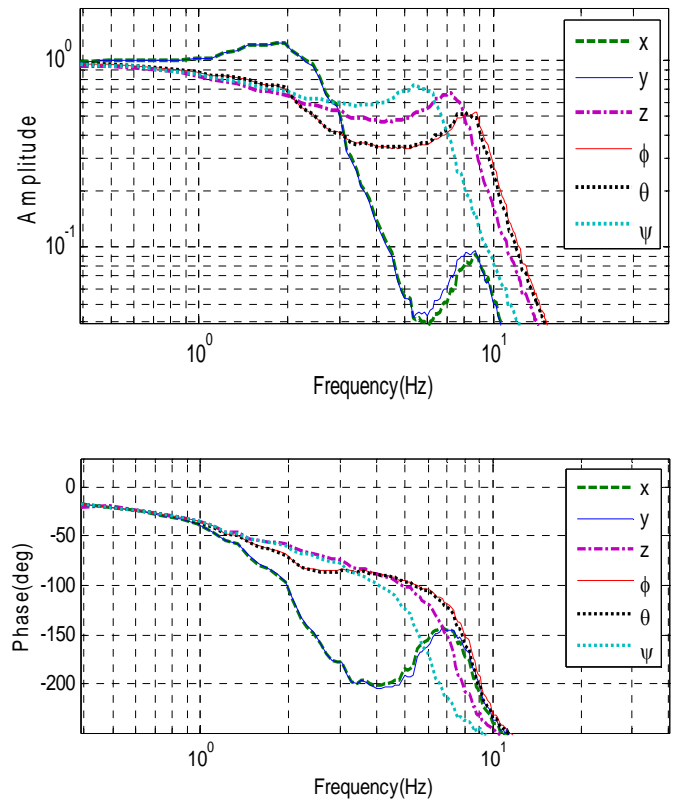 Amplitude
10^0
10^-1
10^0
10^1
Frequency(Hz)
x
y
z
ϕ
θ
ψ
Phase(deg)
0
-50
-100
-150
-200
10^0
10^1
Frequency(Hz)
x
y
z
ϕ
θ
ψ